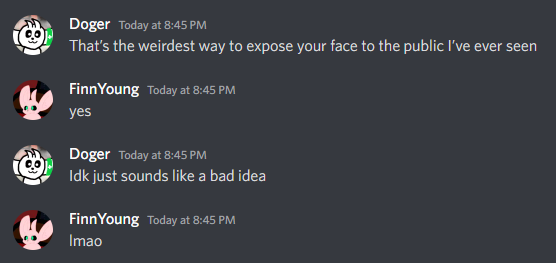 Doger Today at 8:45 PM
That's the weirdest way to expose your face to the public I've ever seen
FinnYoung Today at 8:45 PM
yes
Doger Today at 8:45 PM
Idk just sounds like a bad idea
FinnYoung Today at 8:45 PM
lmao